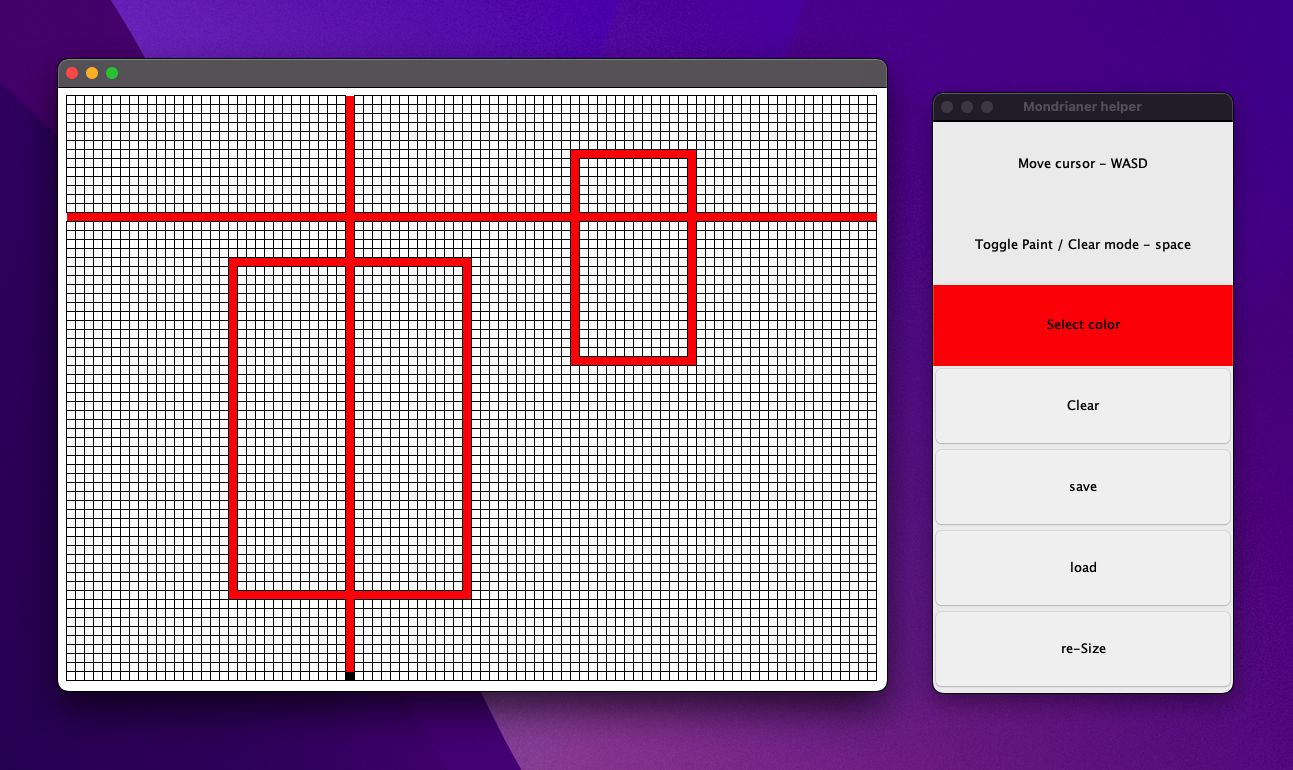 Mondrianer helper
Move cursor - WASD
Toggle Paint / Clear mode - space
Select color
Clear
save
load
re-Size